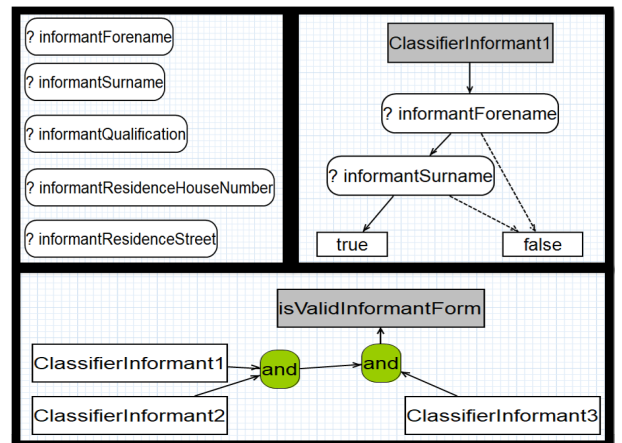 ? informantForename
? informantSurname
? informantQualification
? informantResidenceHouseNumber
? informantResidenceStreet
ClassifierInformant1
? informantForename
? informantSurname
true
false
isValidInformantForm
ClassifierInformant1
and
and
ClassifierInformant2
ClassifierInformant3